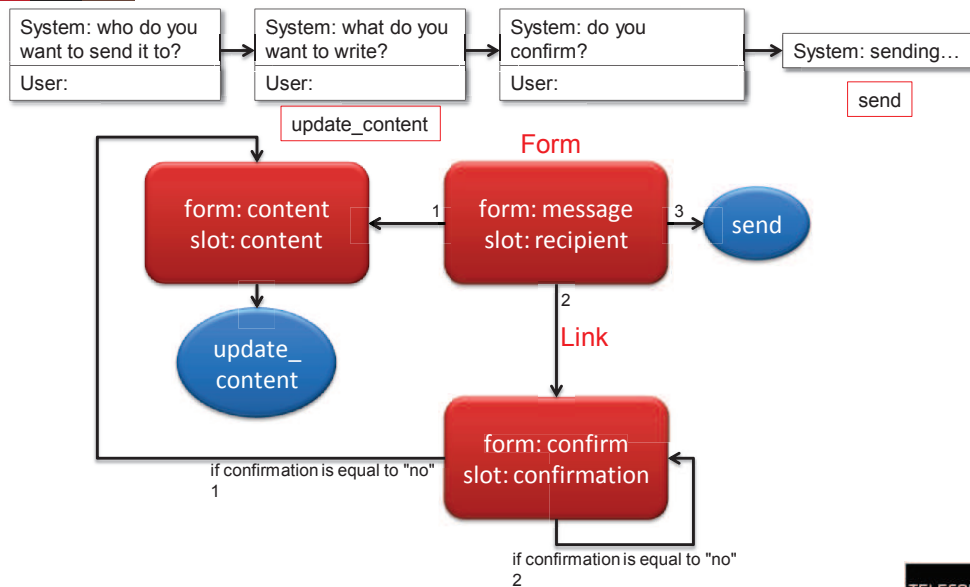 System: who do you
want to send it to?
User:
System: what do you
want to write?
User:
System: do you
confirm?
User:
System: sending…
update_content
send
Form
form: content
slot: content
1
form: message
slot: recipient
3
send
2
Link
update_
content
form: confirm
slot: confirmation
if confirmation is equal to "no"
1
if confirmation is equal to "no"
2